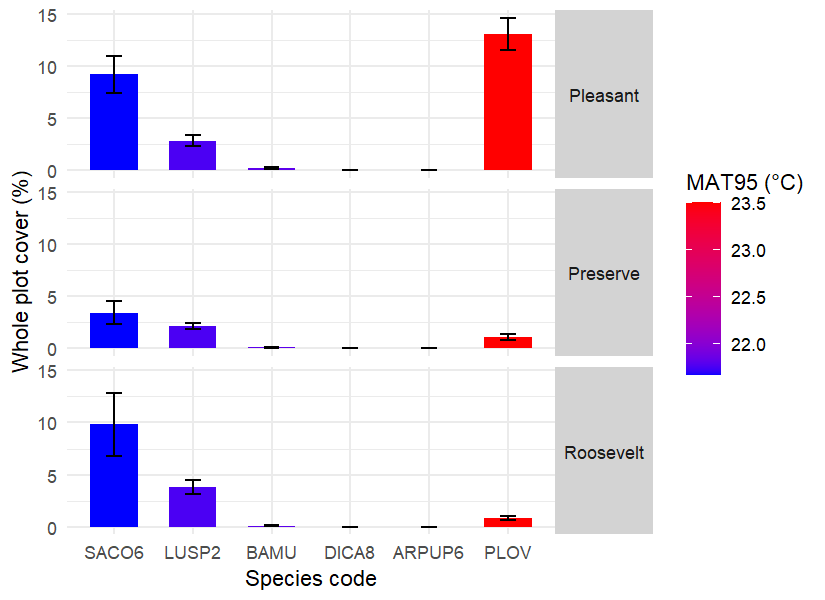 15
10
5
0
Pleasant
15
10
5
0
Preserve
15
10
5
0
Roosevelt
Whole plot cover (%)
SACO6 LUSP2 BAMU DICA8 ARPUP6 PLOV
Species code
MAT95 (°C)
23.5
23.0
22.5
22.0